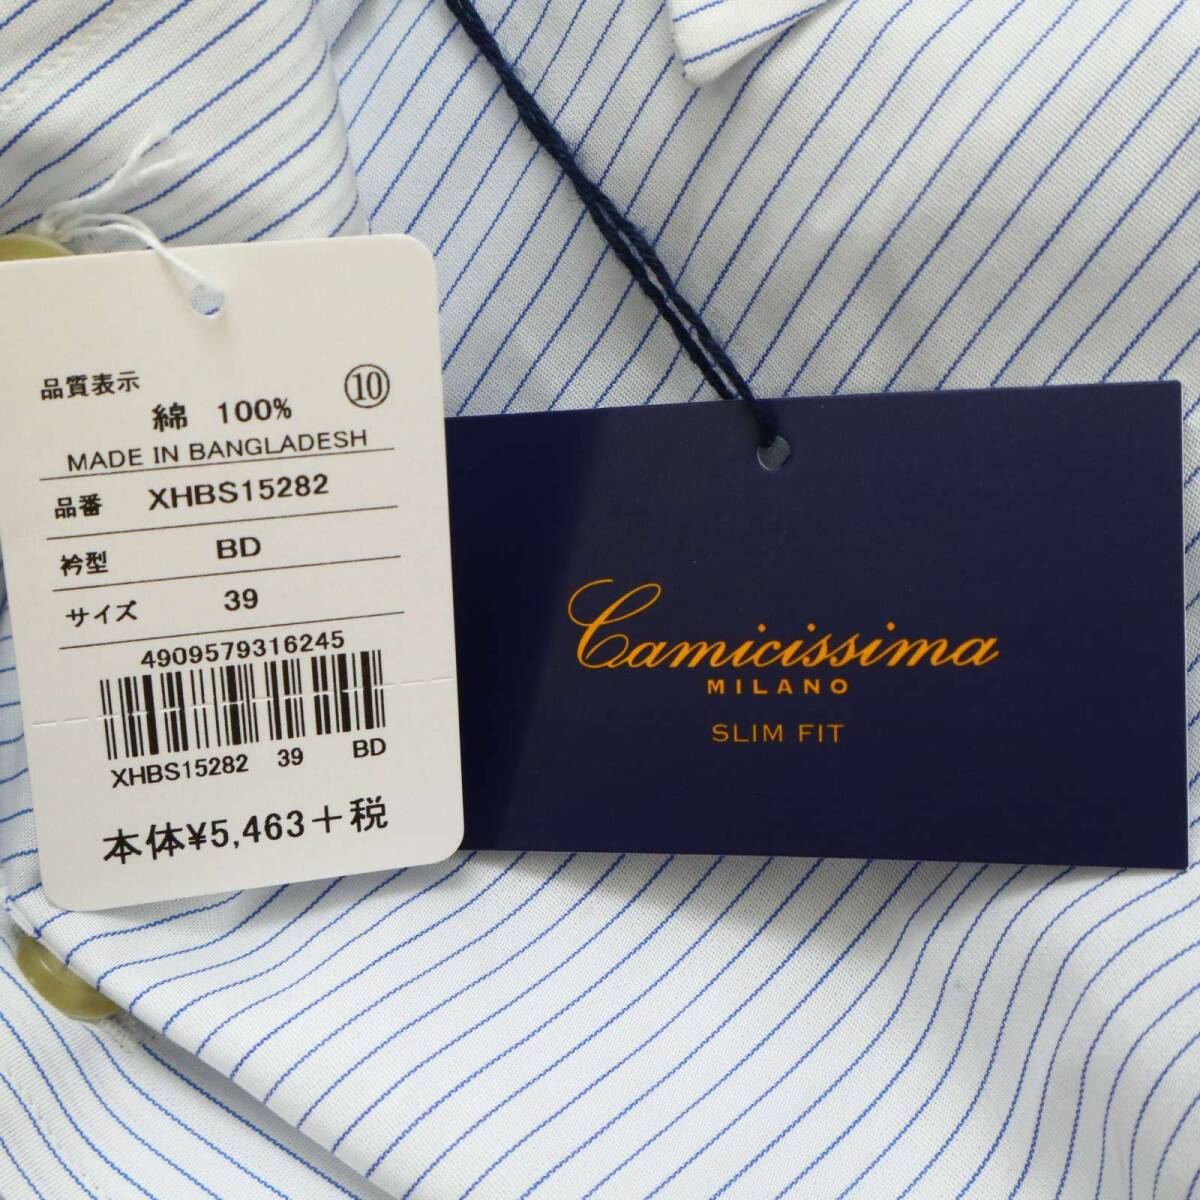 品質表示 ⑩
綿 100%
MADE IN BANGLADESH
品番 XHBS15282
衿型 BD
サイズ 39
4909579316245
XHBS15282 39 BD
本体¥5,463+税
Camicissima
MILANO
SLIM FIT